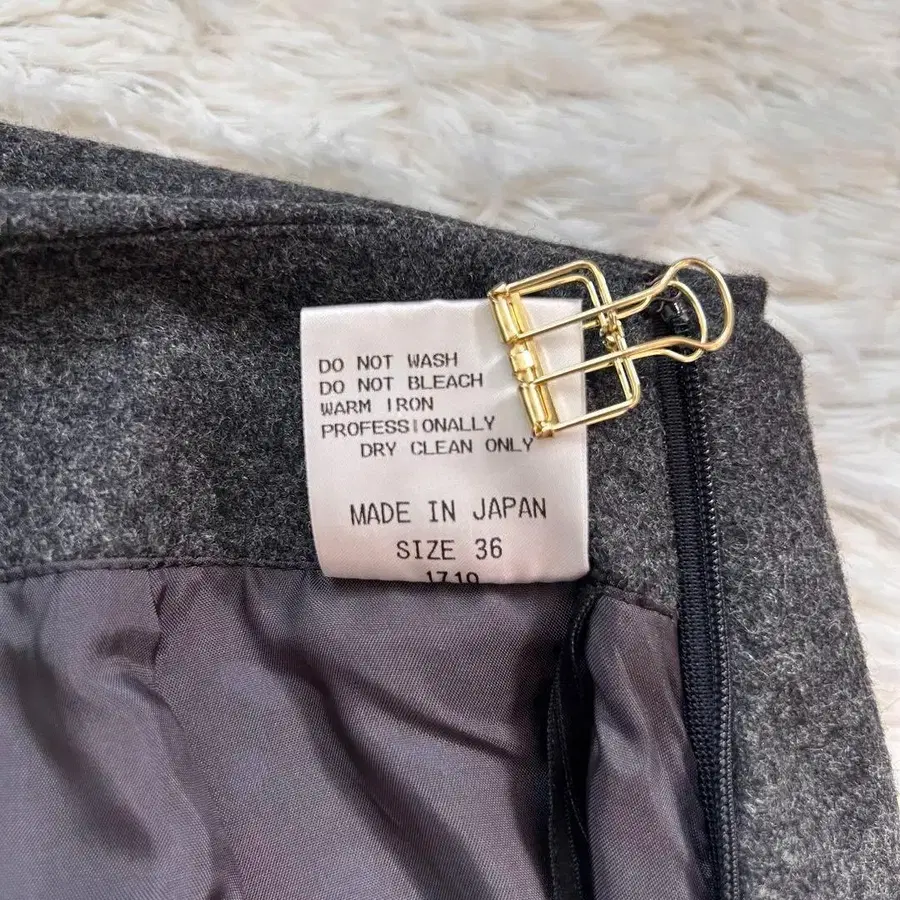 DO NOT WASH
DO NOT BLEACH
WARM IRON
PROFESSIONALLY
DRY CLEAN ONLY
MADE IN JAPAN
SIZE 36